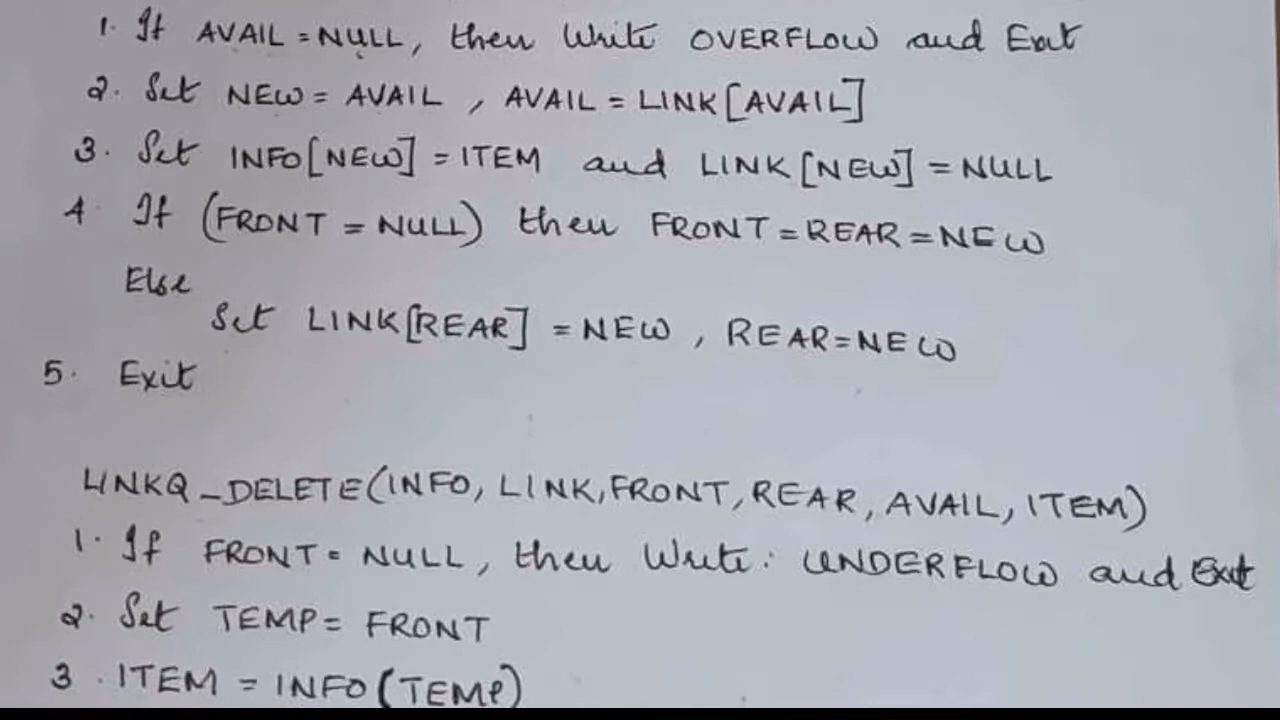 1. If AVAIL = NULL, then Write OVERFLOW and Exit
2. Set NEW = AVAIL , AVAIL = LINK[AVAIL]
3. Set INFO[NEW] = ITEM and LINK[NEW] = NULL
4 If (FRONT = NULL) then FRONT = REAR = NEW
Else
Set LINK[REAR] = NEW , REAR = NEW
5. Exit
LINKQ_DELETE(INFO, LINK, FRONT, REAR, AVAIL, ITEM)
1. If FRONT = NULL, then Write: UNDERFLOW and Exit
2. Set TEMP = FRONT
3. ITEM = INFO(TEMP)